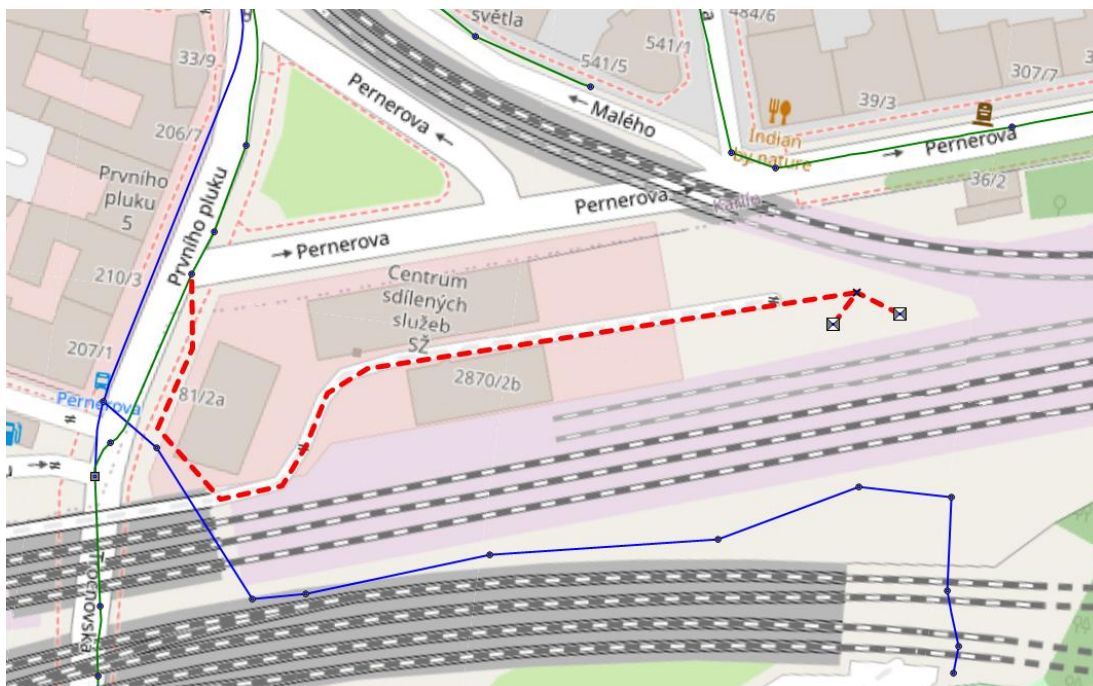 světla
484/6
541/1
33/9
541/5
307/7
39/3
Pernerova
Malého
Indian
by nature
Pernerova
206/7
36/2
Prvního
pluku
5
Prvního pluku
Pernerova
Karlín
Pernerova
210/3
Centrum
sdílených
služeb
SŽ
207/1
81/2a
2870/2b
Pernerova
Trocnovská